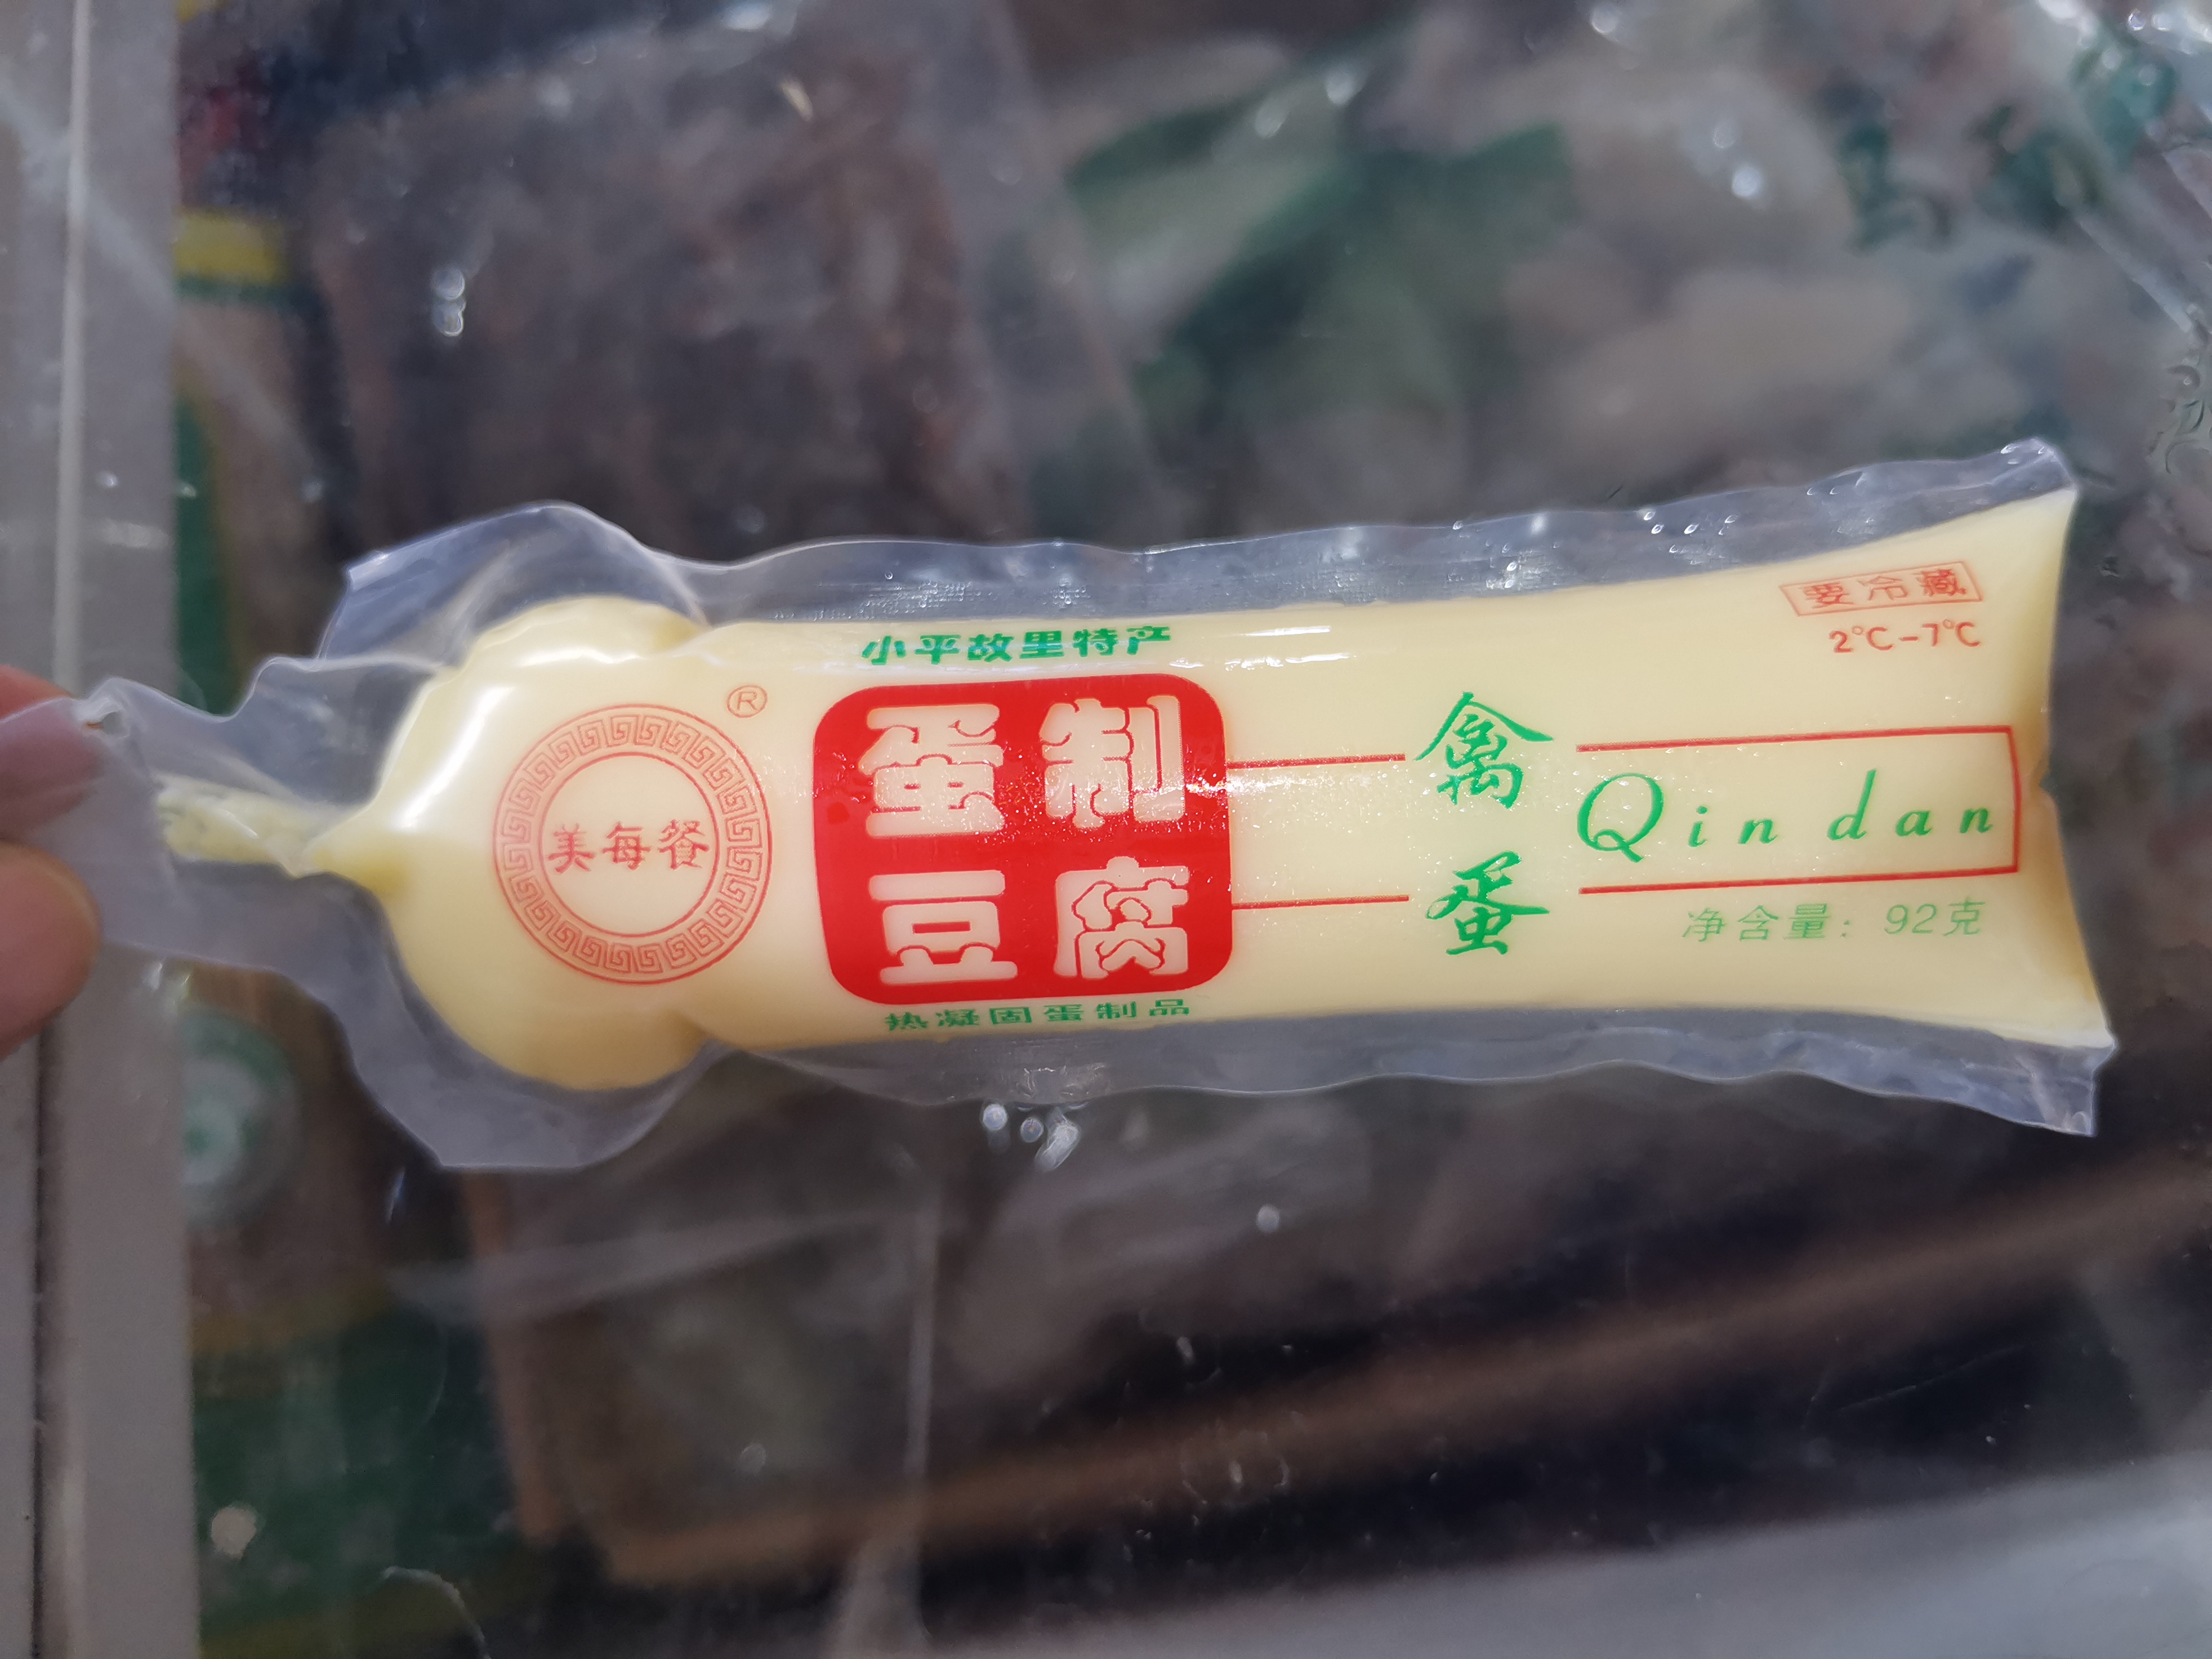 小平故里特产
®
美每餐
蛋制
豆腐
热凝固蛋制品
禽蛋
Qin dan
要冷藏
2℃-7℃
净含量：92克